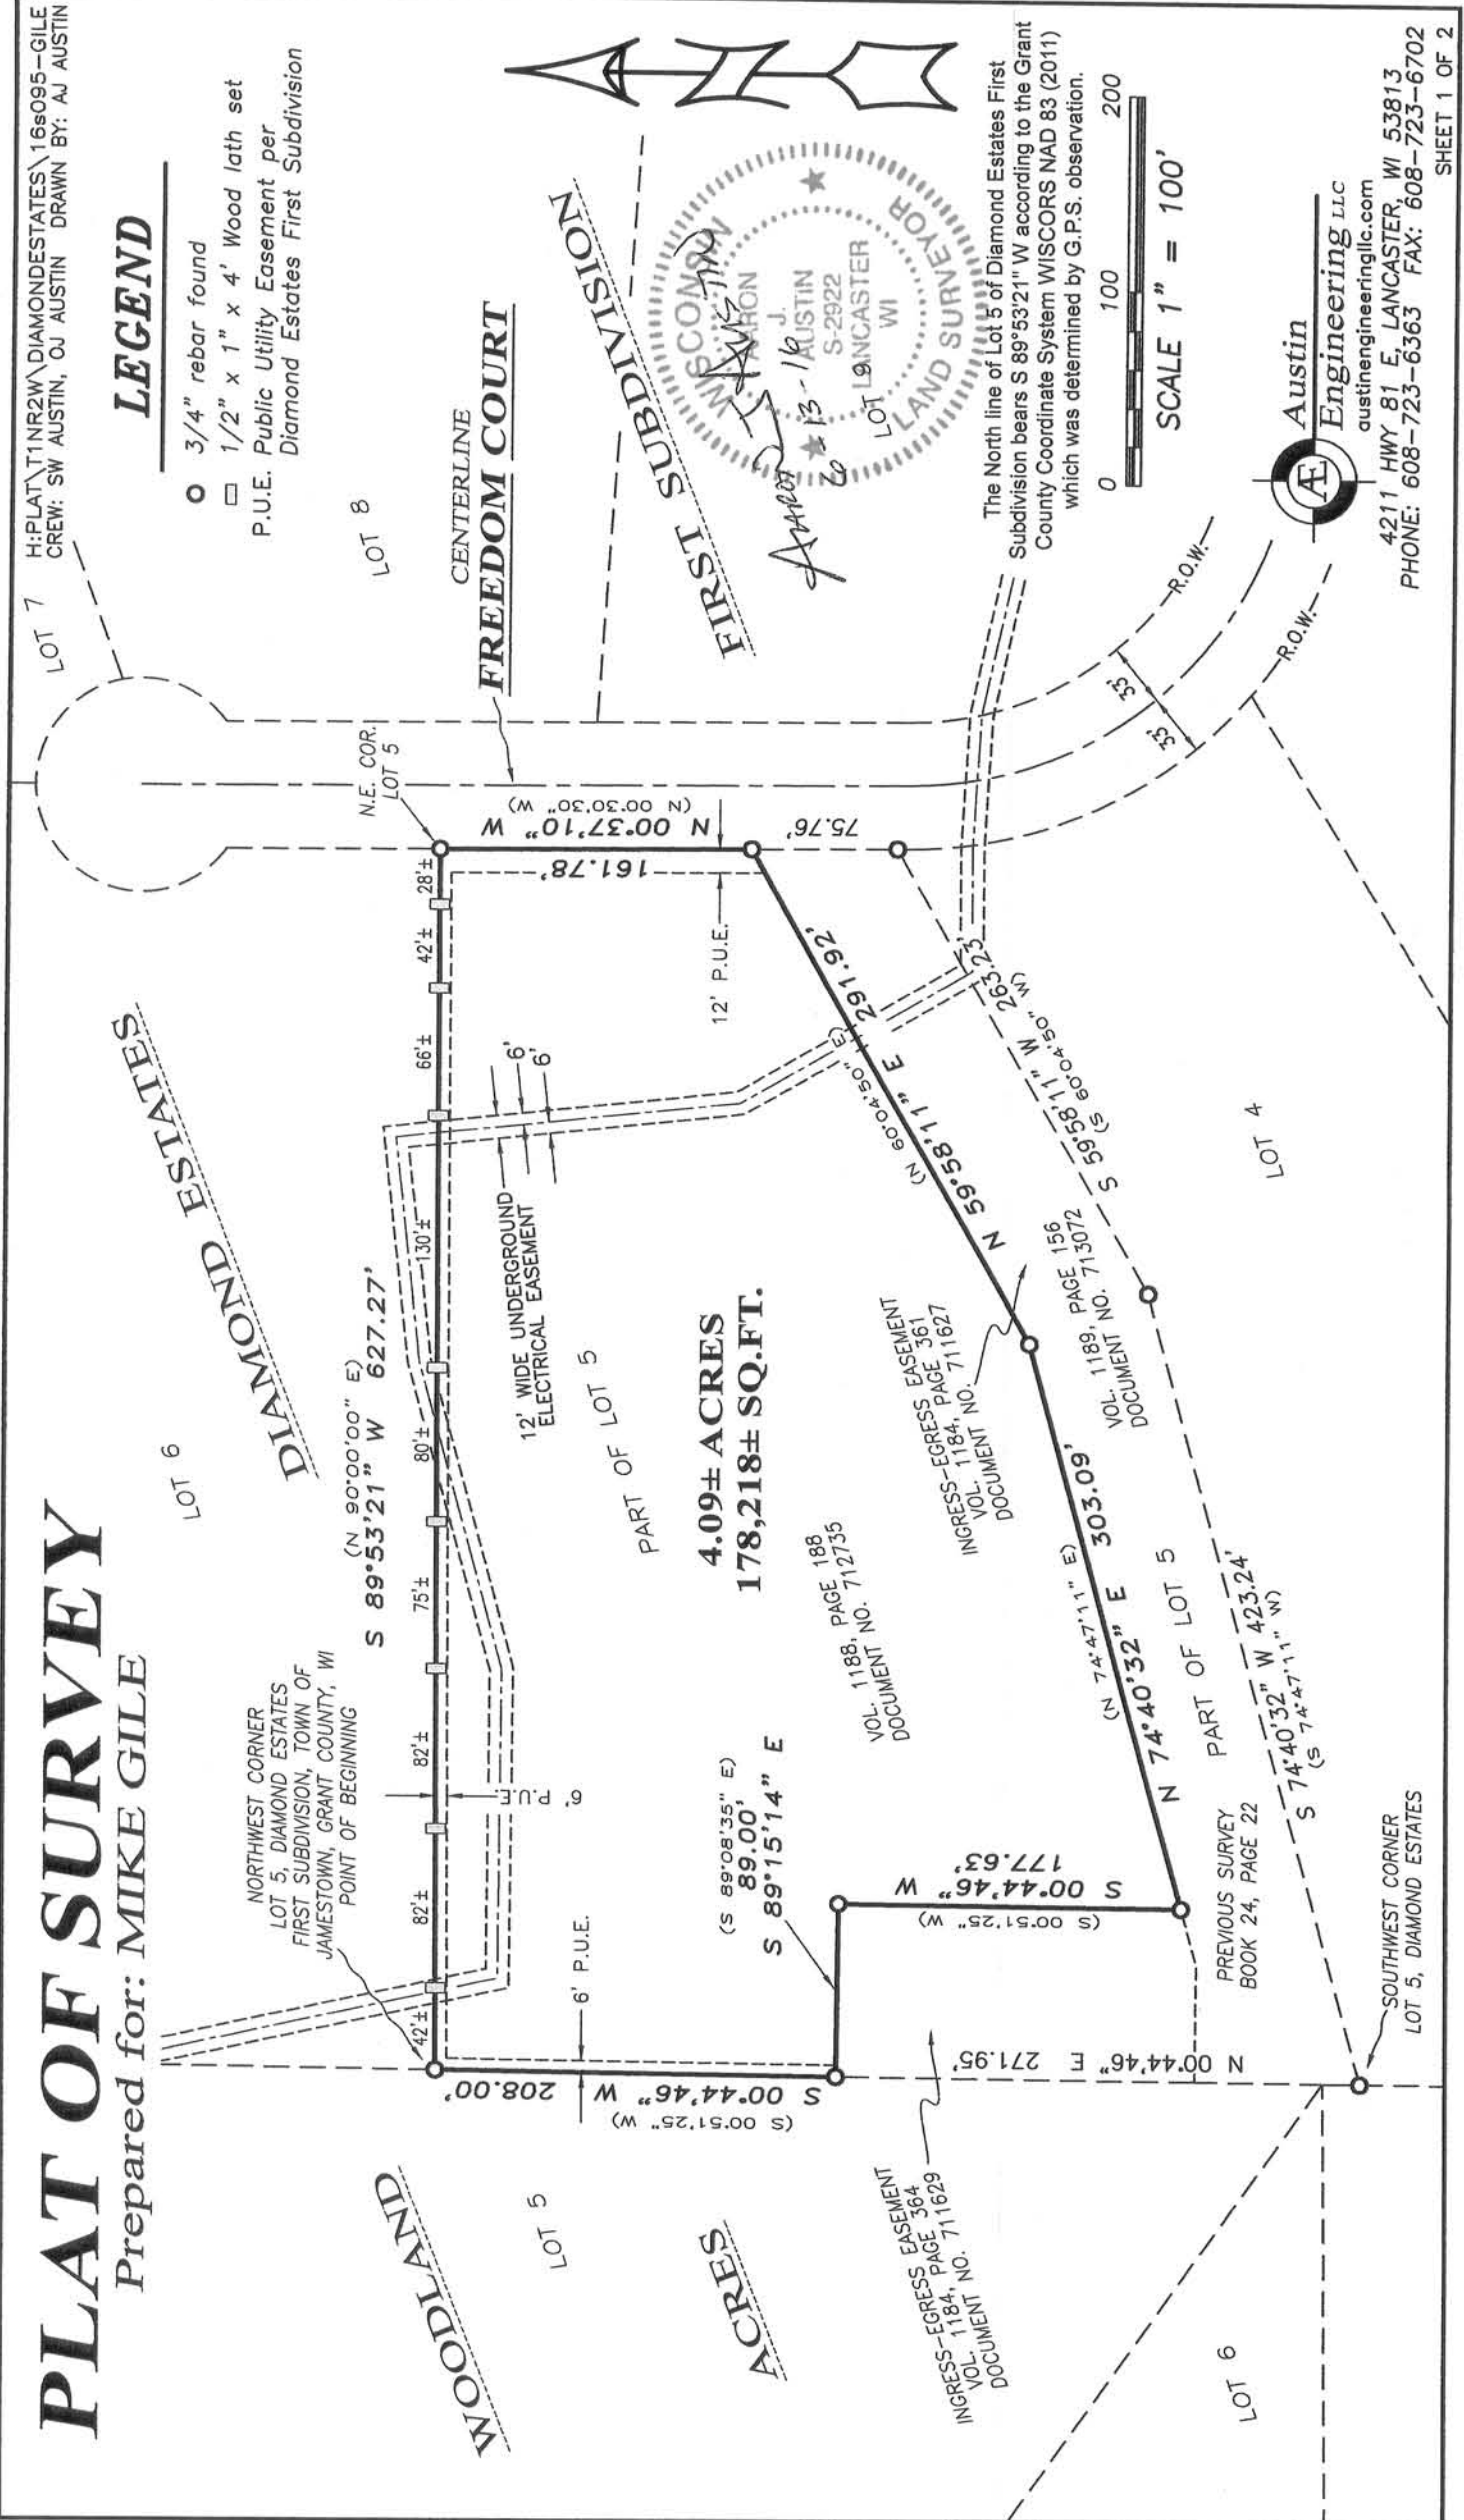 PLAT OF SURVEY
Prepared for: MIKE GILE
H:PLAT\T1NR2W\DIAMONDESTATES\16s095-GILE
CREW: SW AUSTIN, OJ AUSTIN DRAWN BY: AJ AUSTIN
LEGEND
3/4" rebar found
1/2" x 1" x 4' Wood lath set
P.U.E. Public Utility Easement per
Diamond Estates First Subdivision
LOT 7
LOT 8
LOT 6
DIAMOND ESTATES
FIRST SUBDIVISION
CENTERLINE
FREEDOM COURT
N.E. COR.
LOT 5
NORTHWEST CORNER
LOT 5, DIAMOND ESTATES
FIRST SUBDIVISION, TOWN OF
JAMESTOWN, GRANT COUNTY, WI
POINT OF BEGINNING
(N 90°00'00" E)
S 89°53'21" W 627.27'
42'±
82'±
82'±
75'±
80'±
130'±
66'±
42'±
28'±
6' P.U.E.
6' P.U.E.
12' P.U.E.
12' WIDE UNDERGROUND
ELECTRICAL EASEMENT
6'
6'
N 00°37'10" W
(N 00°30'30" W)
161.78'
75.76'
WOODLAND
LOT 5
ACRES
S 00°44'46" W 208.00'
(S 00°51'25" W)
(S 89°08'35" E)
89.00'
S 89°15'14" E
PART OF LOT 5
4.09± ACRES
178,218± SQ.FT.
VOL. 1188, PAGE 188
DOCUMENT NO. 712735
INGRESS-EGRESS EASEMENT
VOL. 1184, PAGE 361
DOCUMENT NO. 711627
291.92'
(N 60°04'50" E)
N 59°58'11" E
S 59°58'11" W 263.23'
(S 60°04'50" W)
VOL. 1189, PAGE 156
DOCUMENT NO. 713072
S 00°44'46" W
177.63'
(S 00°51'25" W)
(N 74°47'11" E)
N 74°40'32" E 303.09'
PART OF LOT 5
S 74°40'32" W 423.24'
(S 74°47'11" W)
PREVIOUS SURVEY
BOOK 24, PAGE 22
N 00°44'46" E 271.95'
INGRESS-EGRESS EASEMENT
VOL. 1184, PAGE 364
DOCUMENT NO. 711629
SOUTHWEST CORNER
LOT 5, DIAMOND ESTATES
LOT 6
LOT 4
33'
33'
R.O.W.
R.O.W.
LOT 9
WISCONSIN
AARON
J.
AUSTIN
S-2922
LANCASTER
WI
LAND SURVEYOR
Aaron J Austin
6-13-16
The North line of Lot 5 of Diamond Estates First
Subdivision bears S 89°53'21" W according to the Grant
County Coordinate System WISCORS NAD 83 (2011)
which was determined by G.P.S. observation.
0 100 200
SCALE 1" = 100'
Æ
Austin
Engineering LLC
austinengineeringllc.com
4211 HWY 81 E, LANCASTER, WI 53813
PHONE: 608-723-6363 FAX: 608-723-6702
SHEET 1 OF 2